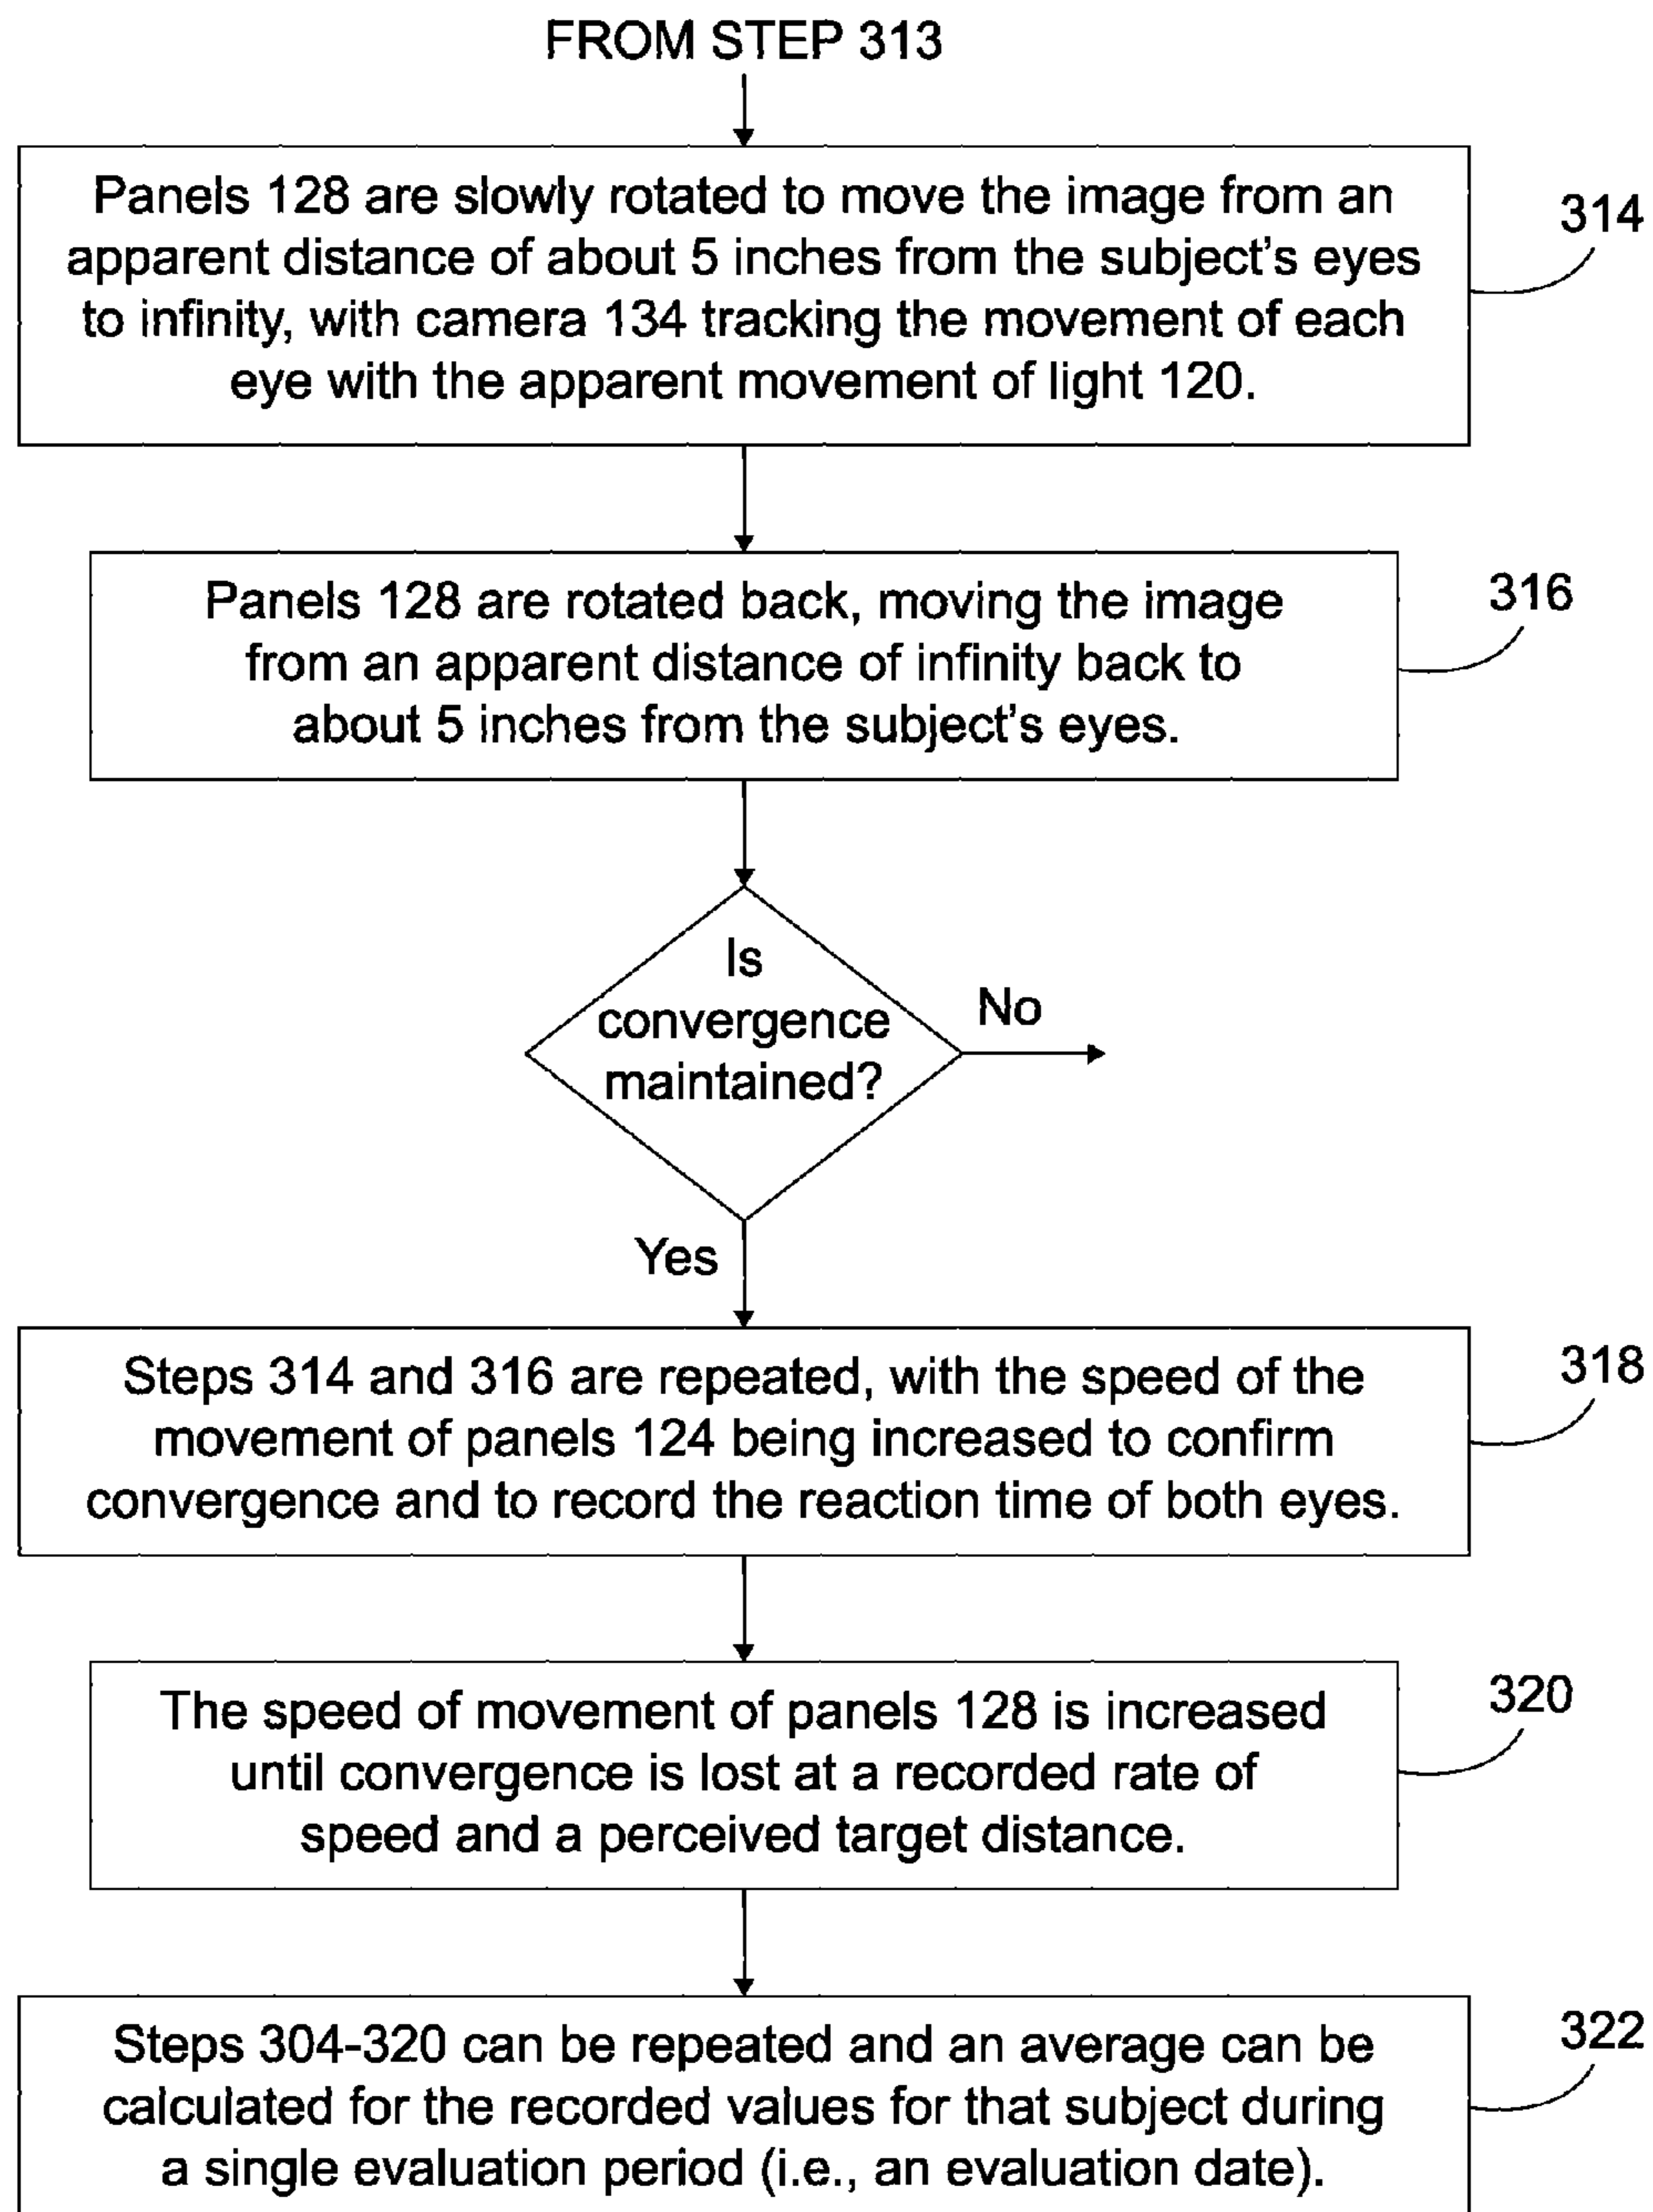 FROM STEP 313
Panels 128 are slowly rotated to move the image from an
apparent distance of about 5 inches from the subject's eyes
to infinity, with camera 134 tracking the movement of each
eye with the apparent movement of light 120.
314
Panels 128 are rotated back, moving the image
from an apparent distance of infinity back to
about 5 inches from the subject's eyes.
316
Is
convergence
maintained?
No
Yes
Steps 314 and 316 are repeated, with the speed of the
movement of panels 124 being increased to confirm
convergence and to record the reaction time of both eyes.
318
The speed of movement of panels 128 is increased
until convergence is lost at a recorded rate of
speed and a perceived target distance.
320
Steps 304-320 can be repeated and an average can be
calculated for the recorded values for that subject during
a single evaluation period (i.e., an evaluation date).
322